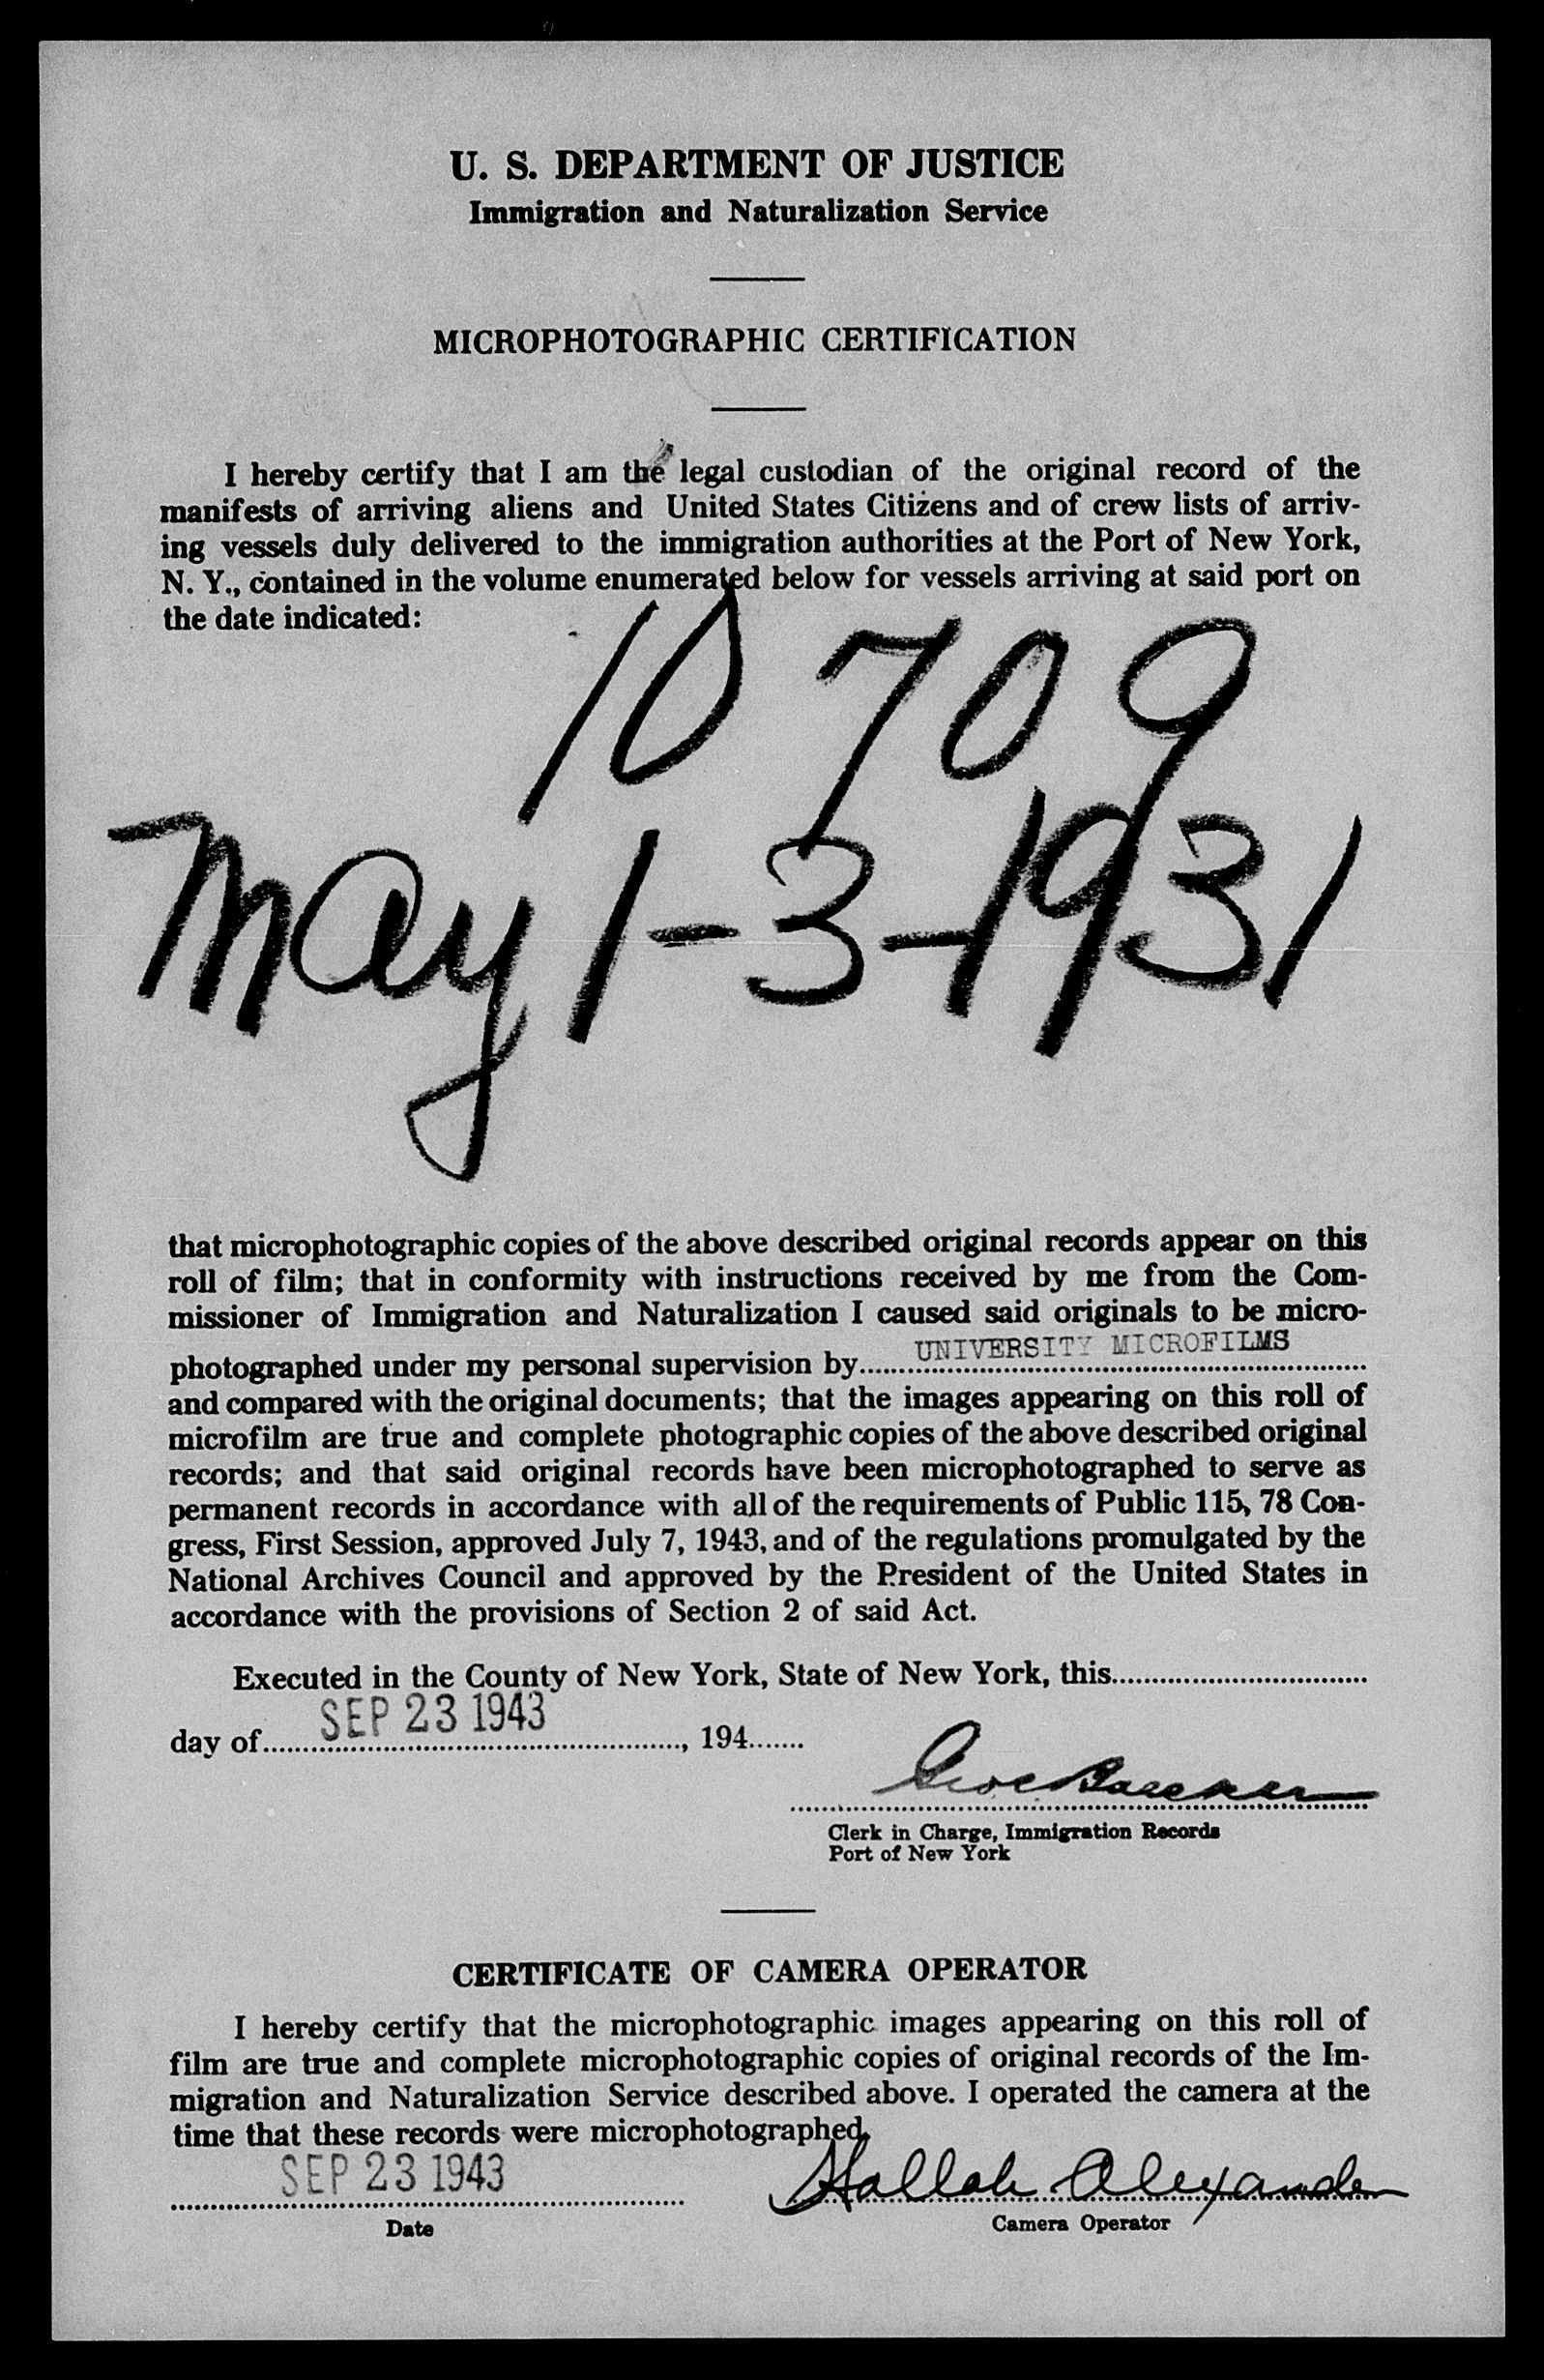 U. S. DEPARTMENT OF JUSTICE
Immigration and Naturalization Service
MICROPHOTOGRAPHIC CERTIFICATION
I hereby certify that I am the legal custodian of the original record of the
manifests of arriving aliens and United States Citizens and of crew lists of arriv-
ing vessels duly delivered to the immigration authorities at the Port of New York,
N. Y., contained in the volume enumerated below for vessels arriving at said port on
the date indicated:
10709
May 1-3-1931
that microphotographic copies of the above described original records appear on this
roll of film; that in conformity with instructions received by me from the Com-
missioner of Immigration and Naturalization I caused said originals to be micro-
photographed under my personal supervision by UNIVERSITY MICROFILMS
and compared with the original documents; that the images appearing on this roll of
microfilm are true and complete photographic copies of the above described original
records; and that said original records have been microphotographed to serve as
permanent records in accordance with all of the requirements of Public 115, 78 Con-
gress, First Session, approved July 7, 1943, and of the regulations promulgated by the
National Archives Council and approved by the President of the United States in
accordance with the provisions of Section 2 of said Act.
Executed in the County of New York, State of New York, this
day of SEP 23 1943, 194
Clerk in Charge, Immigration Records
Port of New York
CERTIFICATE OF CAMERA OPERATOR
I hereby certify that the microphotographic images appearing on this roll of
film are true and complete microphotographic copies of original records of the Im-
migration and Naturalization Service described above. I operated the camera at the
time that these records were microphotographed.
SEP 23 1943 Alexander
Date Camera Operator